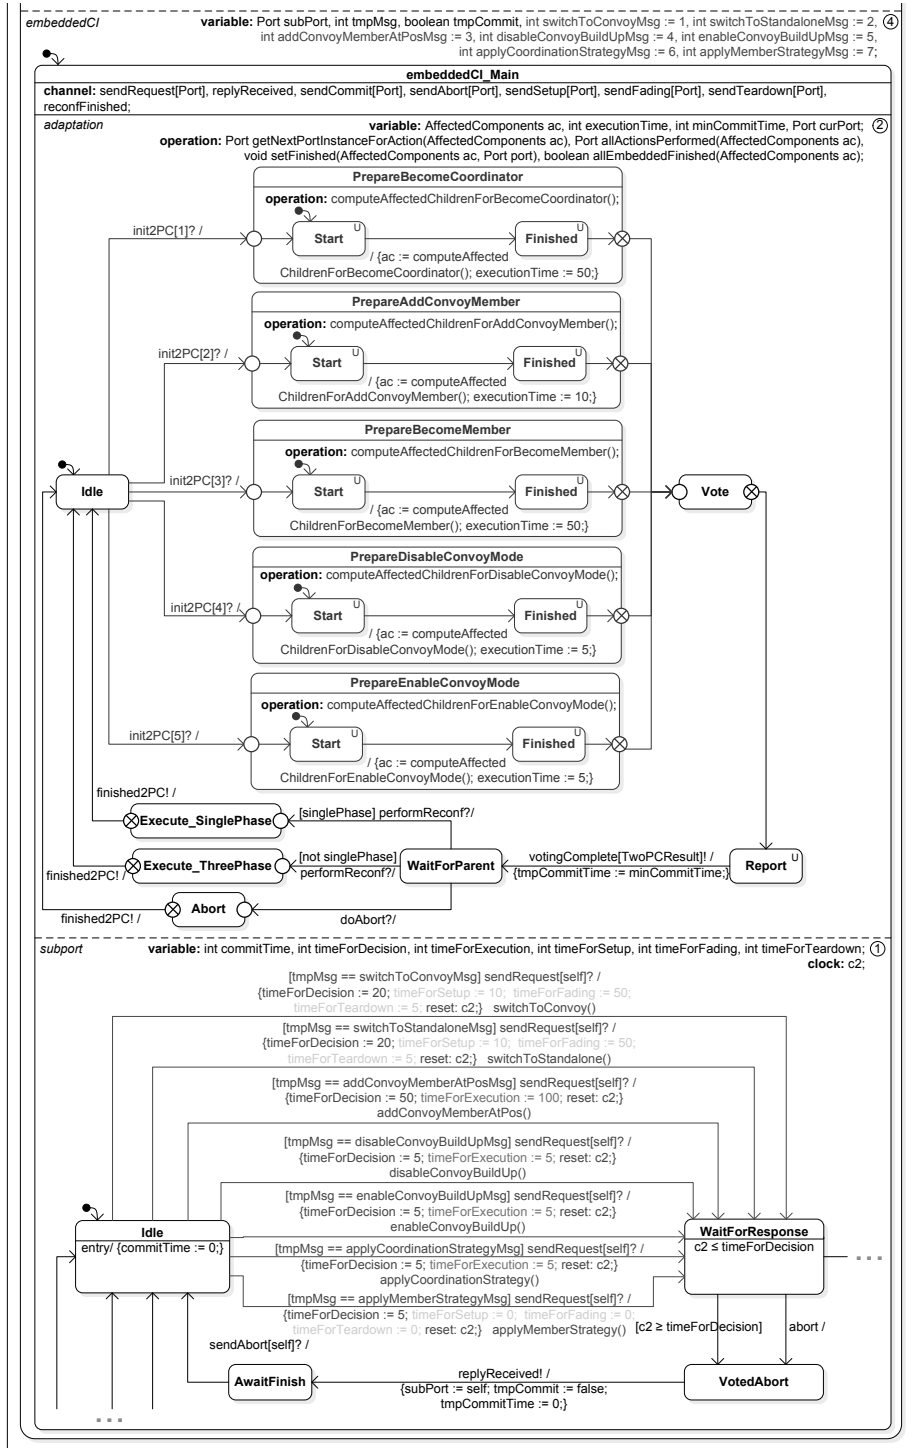 embeddedCI
variable: Port subPort, int tmpMsg, boolean tmpCommit, int switchToConvoyMsg := 1, int switchToStandaloneMsg := 2, 4
int addConvoyMemberAtPosMsg := 3, int disableConvoyBuildUpMsg := 4, int enableConvoyBuildUpMsg := 5,
int applyCoordinationStrategyMsg := 6, int applyMemberStrategyMsg := 7;
embeddedCI_Main
channel: sendRequest[Port], replyReceived, sendCommit[Port], sendAbort[Port], sendSetup[Port], sendFading[Port], sendTeardown[Port],
reconfFinished;
adaptation
variable: AffectedComponents ac, int executionTime, int minCommitTime, Port curPort; 2
operation: Port getNextPortInstanceForAction(AffectedComponents ac), Port allActionsPerformed(AffectedComponents ac),
void setFinished(AffectedComponents ac, Port port), boolean allEmbeddedFinished(AffectedComponents ac);
PrepareBecomeCoordinator
operation: computeAffectedChildrenForBecomeCoordinator();
init2PC[1]? /
Start U
Finished U
/ {ac := computeAffected
ChildrenForBecomeCoordinator(); executionTime := 50;}
PrepareAddConvoyMember
operation: computeAffectedChildrenForAddConvoyMember();
init2PC[2]? /
Start U
Finished U
/ {ac := computeAffected
ChildrenForAddConvoyMember(); executionTime := 10;}
PrepareBecomeMember
operation: computeAffectedChildrenForBecomeMember();
Idle
init2PC[3]? /
Start U
Finished U
Vote
/ {ac := computeAffected
ChildrenForBecomeMember(); executionTime := 50;}
PrepareDisableConvoyMode
operation: computeAffectedChildrenForDisableConvoyMode();
init2PC[4]? /
Start U
Finished U
/ {ac := computeAffected
ChildrenForDisableConvoyMode(); executionTime := 5;}
PrepareEnableConvoyMode
operation: computeAffectedChildrenForEnableConvoyMode();
init2PC[5]? /
Start U
Finished U
/ {ac := computeAffected
ChildrenForEnableConvoyMode(); executionTime := 5;}
finished2PC! /
Execute_SinglePhase
[singlePhase] performReconf?/
finished2PC! /
Execute_ThreePhase
[not singlePhase]
performReconf?/
WaitForParent
votingComplete[TwoPCResult]! /
{tmpCommitTime := minCommitTime;}
Report U
finished2PC! /
Abort
doAbort?/
subport
variable: int commitTime, int timeForDecision, int timeForExecution, int timeForSetup, int timeForFading, int timeForTeardown; 1
clock: c2;
[tmpMsg == switchToConvoyMsg] sendRequest[self]? /
{timeForDecision := 20; timeForSetup := 10; timeForFading := 50;
timeForTeardown := 5; reset: c2;} switchToConvoy()
[tmpMsg == switchToStandaloneMsg] sendRequest[self]? /
{timeForDecision := 20; timeForSetup := 10; timeForFading := 50;
timeForTeardown := 5; reset: c2;} switchToStandalone()
[tmpMsg == addConvoyMemberAtPosMsg] sendRequest[self]? /
{timeForDecision := 50; timeForExecution := 100; reset: c2;}
addConvoyMemberAtPos()
[tmpMsg == disableConvoyBuildUpMsg] sendRequest[self]? /
{timeForDecision := 5; timeForExecution := 5; reset: c2;}
disableConvoyBuildUp()
[tmpMsg == enableConvoyBuildUpMsg] sendRequest[self]? /
{timeForDecision := 5; timeForExecution := 5; reset: c2;}
enableConvoyBuildUp()
Idle
entry/ {commitTime := 0;}
WaitForResponse
c2 ≤ timeForDecision
[tmpMsg == applyCoordinationStrategyMsg] sendRequest[self]? /
{timeForDecision := 5; timeForExecution := 5; reset: c2;}
applyCoordinationStrategy()
[tmpMsg == applyMemberStrategyMsg] sendRequest[self]? /
{timeForDecision := 5; timeForSetup := 0; timeForFading := 0;
timeForTeardown := 0; reset: c2;} applyMemberStrategy()
[c2 ≥ timeForDecision]
abort /
sendAbort[self]? /
AwaitFinish
replyReceived! /
{subPort := self; tmpCommit := false;
tmpCommitTime := 0;}
VotedAbort